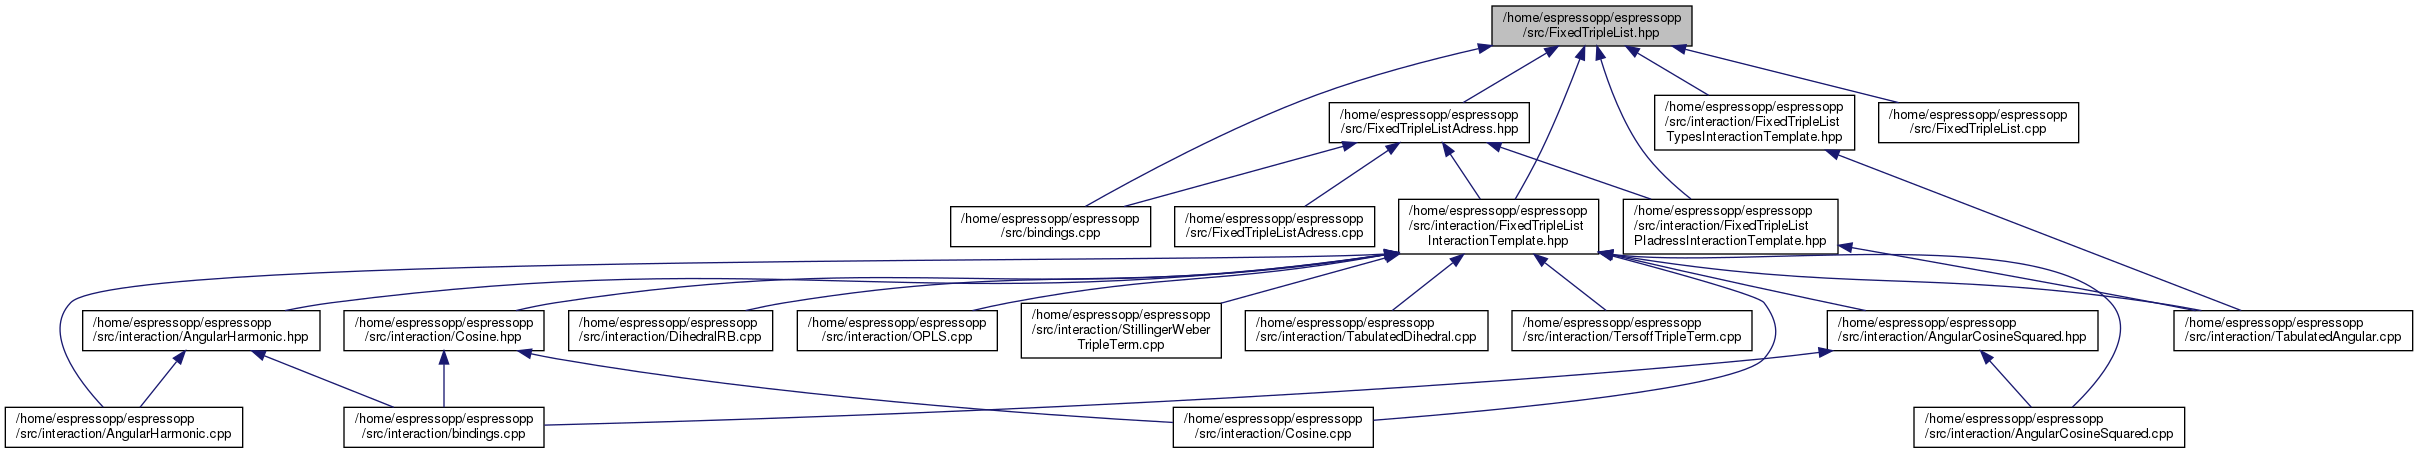 /home/espressopp/espressopp
/src/FixedTripleList.hpp
/home/espressopp/espressopp
/src/FixedTripleListAdress.hpp
/home/espressopp/espressopp
/src/interaction/FixedTripleList
TypesInteractionTemplate.hpp
/home/espressopp/espressopp
/src/FixedTripleList.cpp
/home/espressopp/espressopp
/src/bindings.cpp
/home/espressopp/espressopp
/src/FixedTripleListAdress.cpp
/home/espressopp/espressopp
/src/interaction/FixedTripleList
InteractionTemplate.hpp
/home/espressopp/espressopp
/src/interaction/FixedTripleList
PIadressInteractionTemplate.hpp
/home/espressopp/espressopp
/src/interaction/AngularHarmonic.hpp
/home/espressopp/espressopp
/src/interaction/Cosine.hpp
/home/espressopp/espressopp
/src/interaction/DihedralRB.cpp
/home/espressopp/espressopp
/src/interaction/OPLS.cpp
/home/espressopp/espressopp
/src/interaction/StillingerWeber
TripleTerm.cpp
/home/espressopp/espressopp
/src/interaction/TabulatedDihedral.cpp
/home/espressopp/espressopp
/src/interaction/TersoffTripleTerm.cpp
/home/espressopp/espressopp
/src/interaction/AngularCosineSquared.hpp
/home/espressopp/espressopp
/src/interaction/TabulatedAngular.cpp
/home/espressopp/espressopp
/src/interaction/AngularHarmonic.cpp
/home/espressopp/espressopp
/src/interaction/bindings.cpp
/home/espressopp/espressopp
/src/interaction/Cosine.cpp
/home/espressopp/espressopp
/src/interaction/AngularCosineSquared.cpp